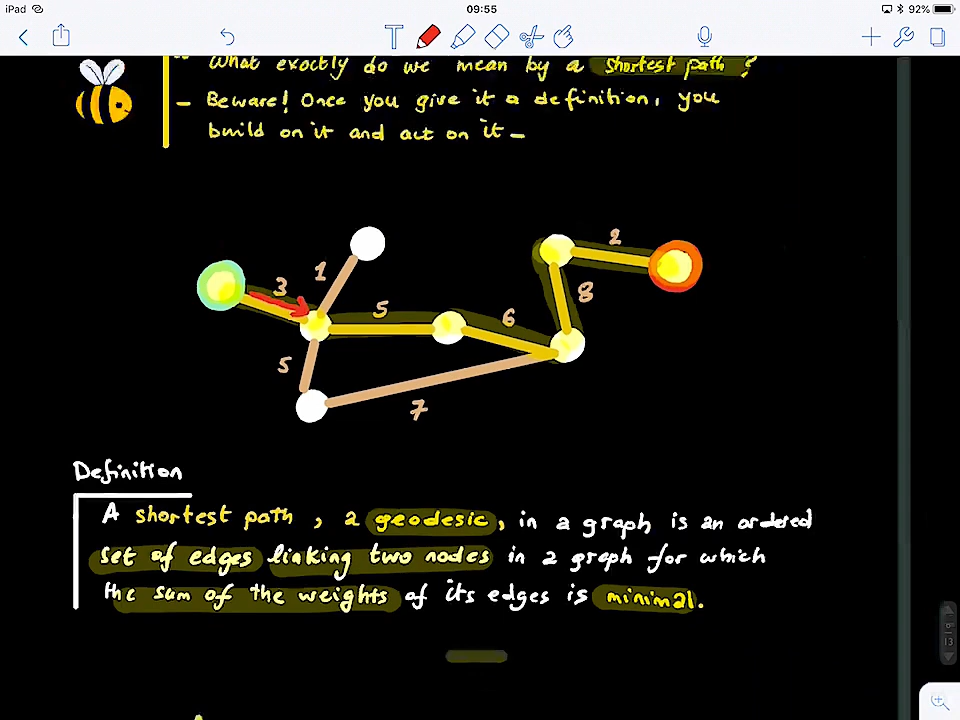 iPad 09:55 92%
T
What exactly do we mean by a shortest path?
- Beware! Once you give it a definition, you
build on it and act on it -
2
1
3
8
5
6
5
7
Definition
A shortest path, a geodesic, in a graph is an ordered
set of edges linking two nodes in a graph for which
the sum of the weights of its edges is minimal.
6
13